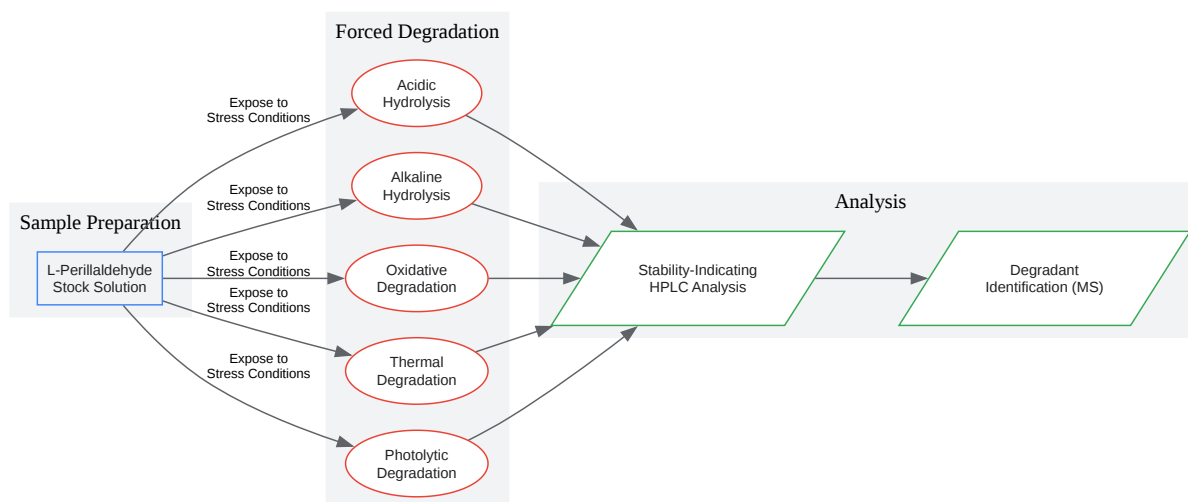 Forced Degradation
Acidic
Hydrolysis
Expose to
Stress Conditions
Alkaline
Hydrolysis
Expose to
Stress Conditions
Analysis
Sample Preparation
L-Perillaldehyde
Stock Solution
Expose to
Stress Conditions
Oxidative
Degradation
Stability-Indicating
HPLC Analysis
Degradant
Identification (MS)
Expose to
Stress Conditions
Thermal
Degradation
Expose to
Stress Conditions
Photolytic
Degradation